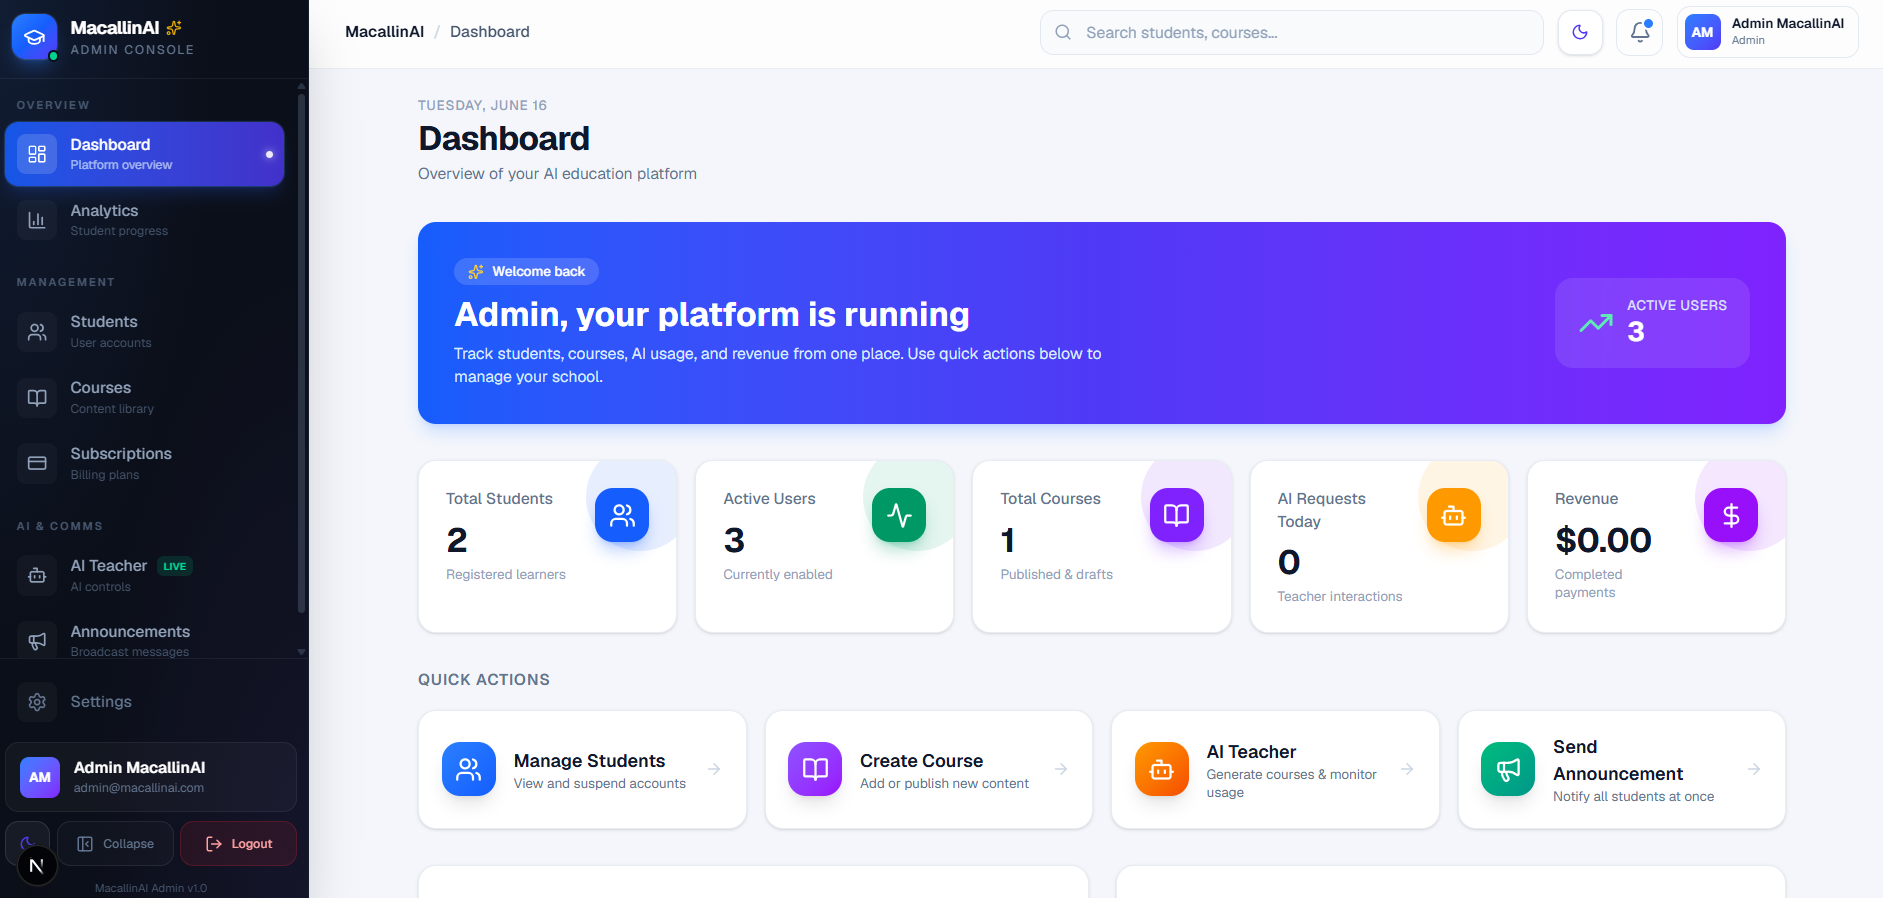 MacallinAI
ADMIN CONSOLE
OVERVIEW
Dashboard
Platform overview
Analytics
Student progress
MANAGEMENT
Students
User accounts
Courses
Content library
Subscriptions
Billing plans
AI & COMMS
AI Teacher LIVE
AI controls
Announcements
Broadcast messages
Settings
AM
Admin MacallinAI
admin@macallinai.com
Collapse
Logout
N
MacallinAI Admin v1.0
MacallinAI / Dashboard
Search students, courses...
AM
Admin MacallinAI
Admin
TUESDAY, JUNE 16
Dashboard
Overview of your AI education platform
Welcome back
Admin, your platform is running
Track students, courses, AI usage, and revenue from one place. Use quick actions below to
manage your school.
ACTIVE USERS
3
Total Students
2
Registered learners
Active Users
3
Currently enabled
Total Courses
1
Published & drafts
AI Requests
Today
0
Teacher interactions
Revenue
$0.00
Completed
payments
QUICK ACTIONS
Manage Students
View and suspend accounts
Create Course
Add or publish new content
AI Teacher
Generate courses & monitor
usage
Send
Announcement
Notify all students at once